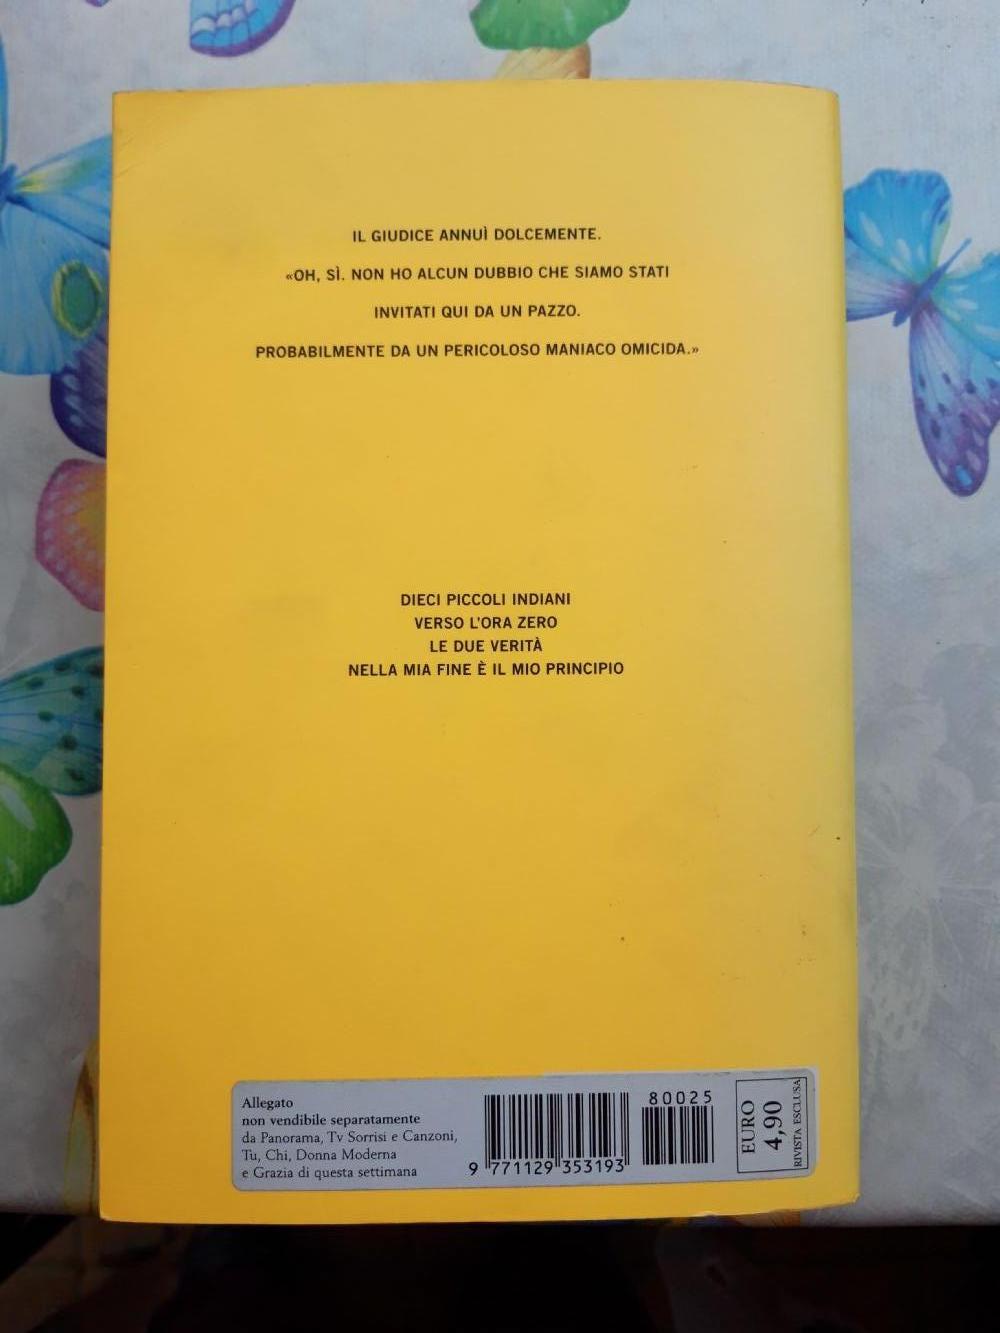 IL GIUDICE ANNUÌ DOLCEMENTE.
«OH, SÌ. NON HO ALCUN DUBBIO CHE SIAMO STATI
INVITATI QUI DA UN PAZZO.
PROBABILMENTE DA UN PERICOLOSO MANIACO OMICIDA.»
DIECI PICCOLI INDIANI
VERSO L'ORA ZERO
LE DUE VERITÀ
NELLA MIA FINE È IL MIO PRINCIPIO
Allegato
non vendibile separatamente
da Panorama, Tv Sorrisi e Canzoni,
Tu, Chi, Donna Moderna
e Grazia di questa settimana
80025
9 771129 353193
EURO
4,90
RIVISTA ESCLUSA